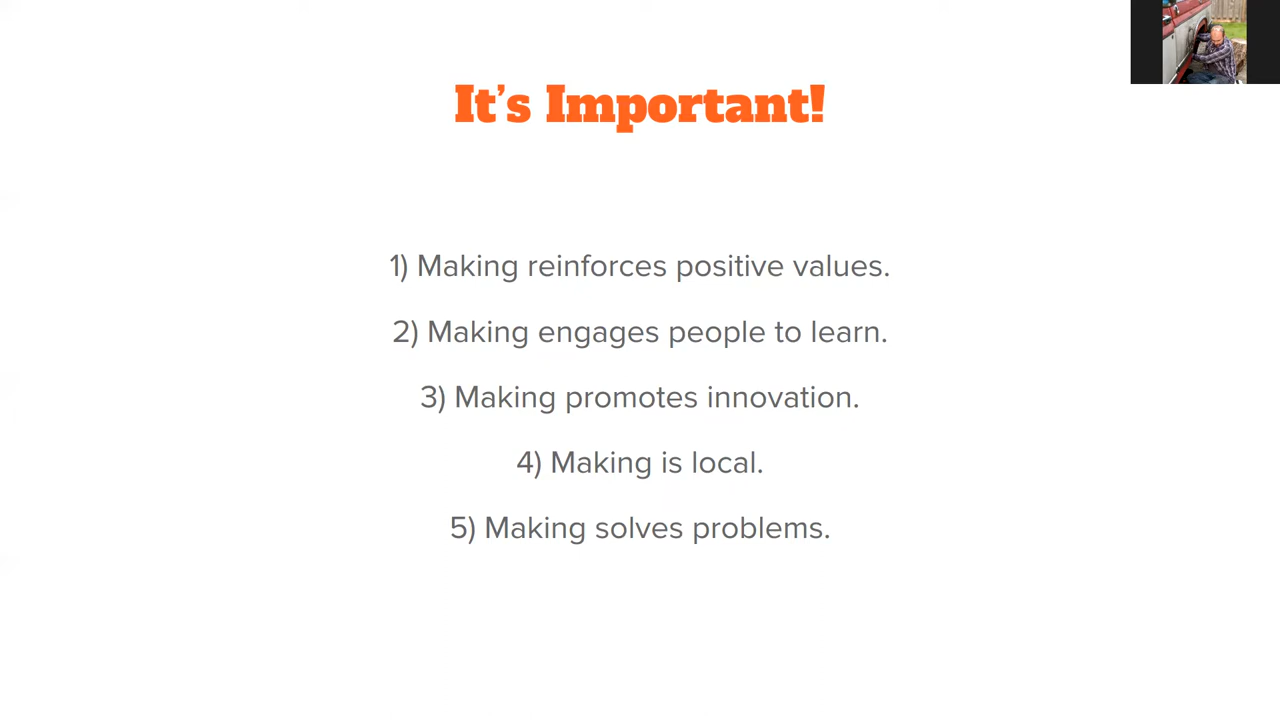 It’s Important!
1) Making reinforces positive values.
2) Making engages people to learn.
3) Making promotes innovation.
4) Making is local.
5) Making solves problems.